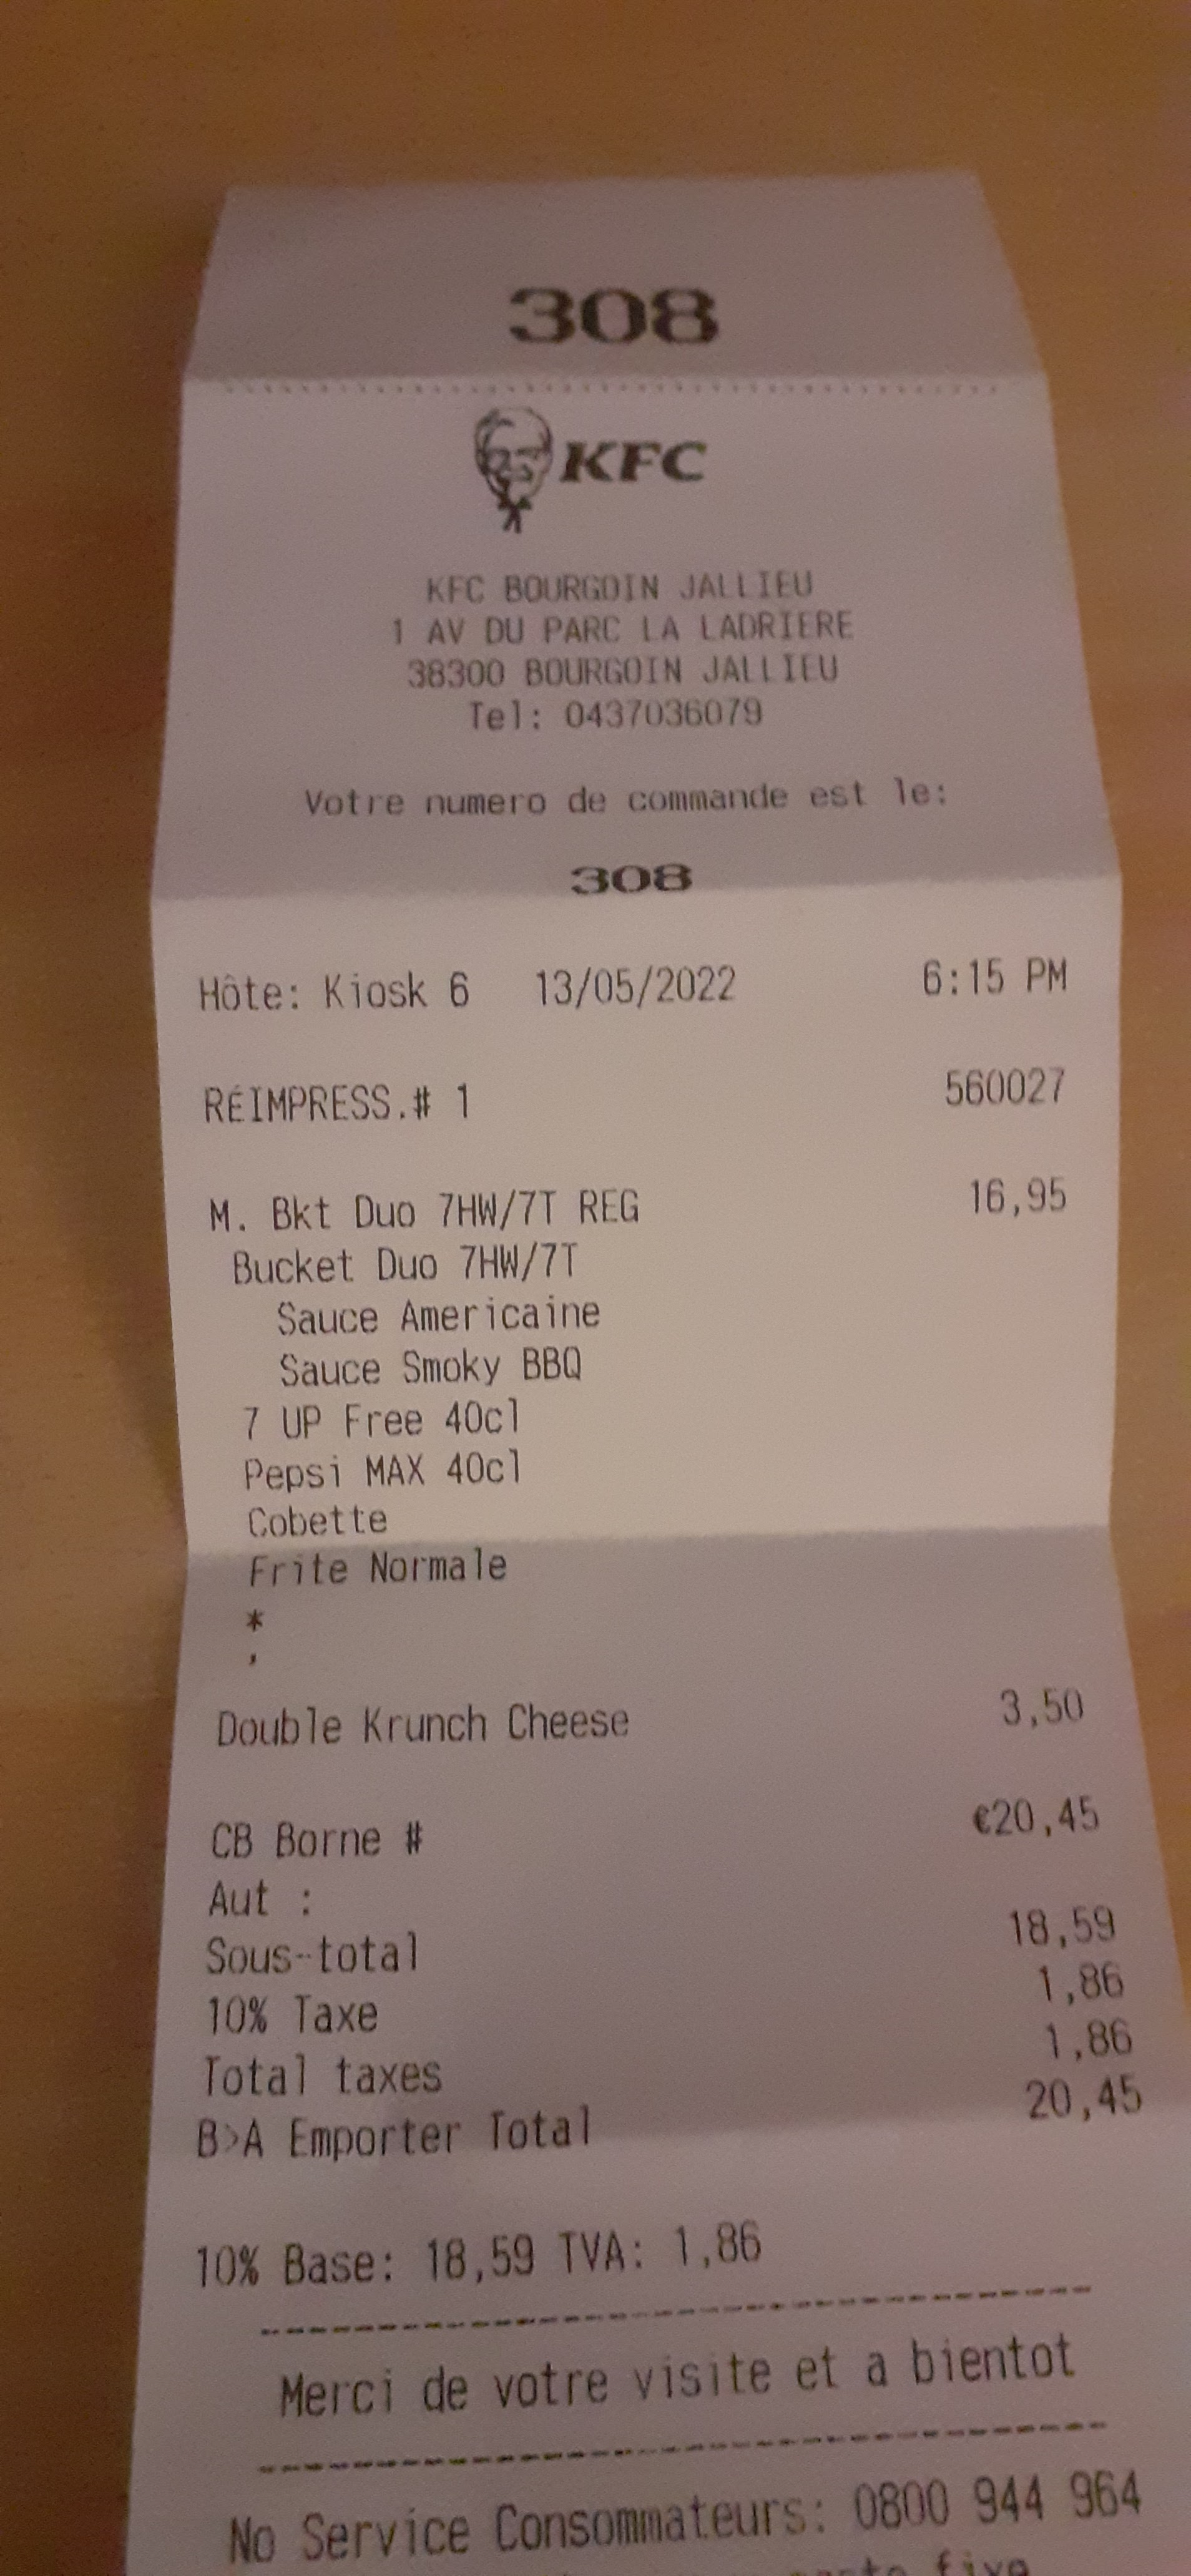 308
KFC
KFC BOURGOIN JALLIEU
1 AV DU PARC LA LADRIERE
38300 BOURGOIN JALLIEU
Tel: 0437036079
Votre numero de commande est le:
308
Hôte: Kiosk 6 13/05/2022 6:15 PM
RÉIMPRESS.# 1 560027
M. Bkt Duo 7HW/7T REG 16,95
Bucket Duo 7HW/7T
Sauce Americaine
Sauce Smoky BBQ
7 UP Free 40cl
Pepsi MAX 40cl
Cobette
Frite Normale
*
,
Double Krunch Cheese 3,50
CB Borne # €20,45
Aut :
Sous-total 18,59
10% Taxe 1,86
Total taxes 1,86
B>A Emporter Total 20,45
10% Base: 18,59 TVA: 1,86
Merci de votre visite et a bientot
No Service Consommateurs: 0800 944 964
fixe